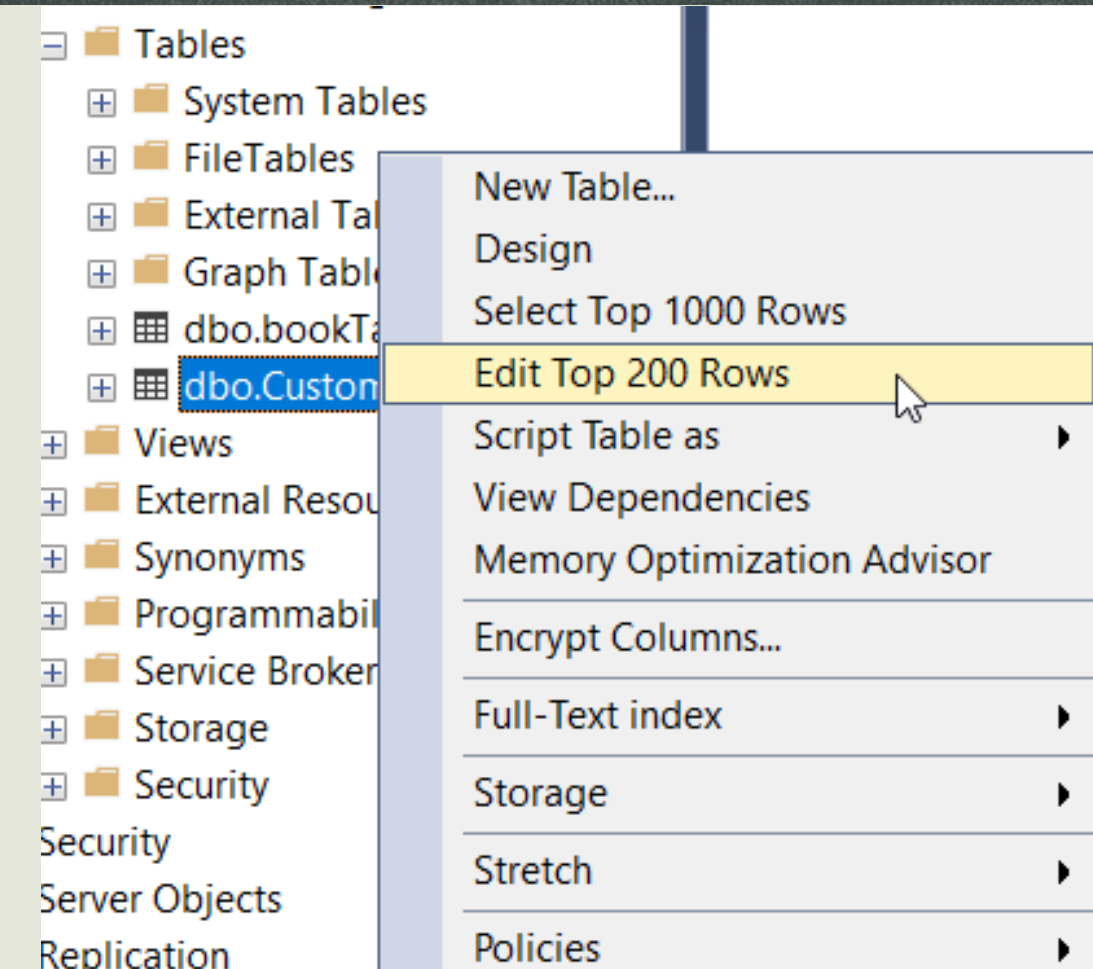 Tables
System Tables
FileTables
External Tal
Graph Table
dbo.bookTa
dbo.Custom
Views
External Resou
Synonyms
Programmabil
Service Broker
Storage
Security
Security
Server Objects
Replication
New Table...
Design
Select Top 1000 Rows
Edit Top 200 Rows
Script Table as
View Dependencies
Memory Optimization Advisor
Encrypt Columns...
Full-Text index
Storage
Stretch
Policies